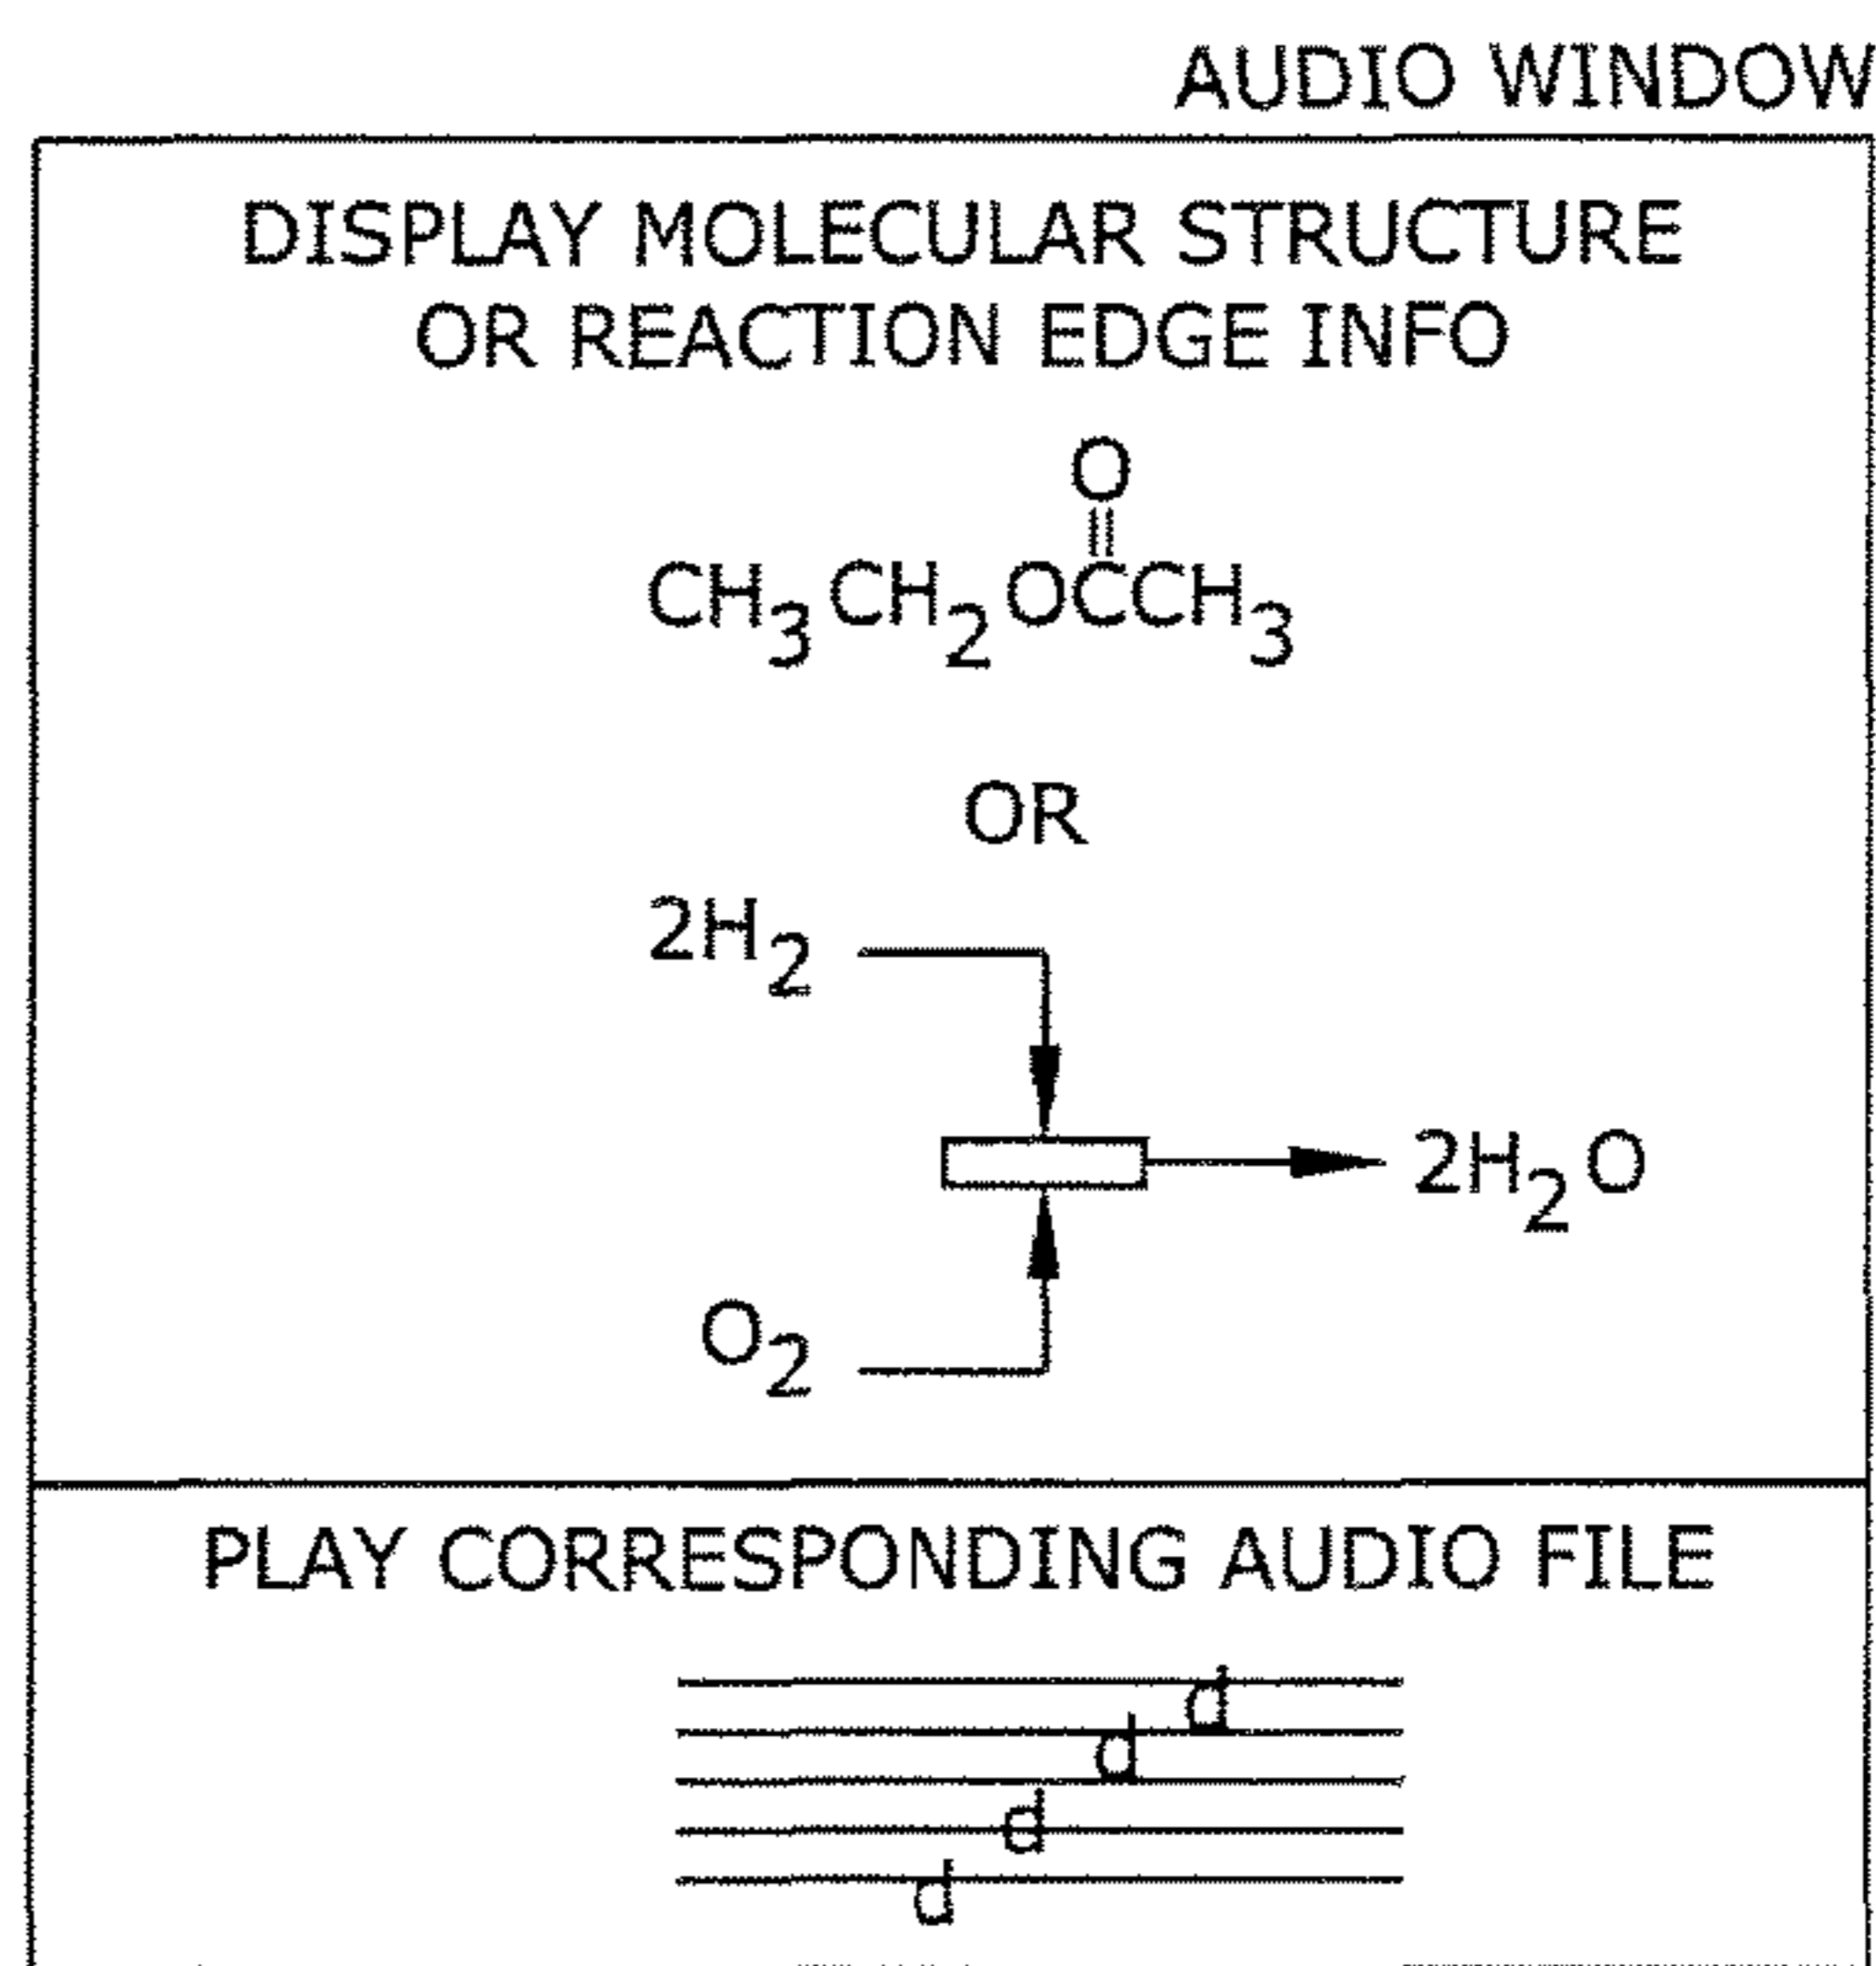 AUDIO WINDOW
DISPLAY MOLECULAR STRUCTURE
OR REACTION EDGE INFO
O
CH3CH2OCCH3
OR
2H2
2H2O
O2
PLAY CORRESPONDING AUDIO FILE
d
d
d
d